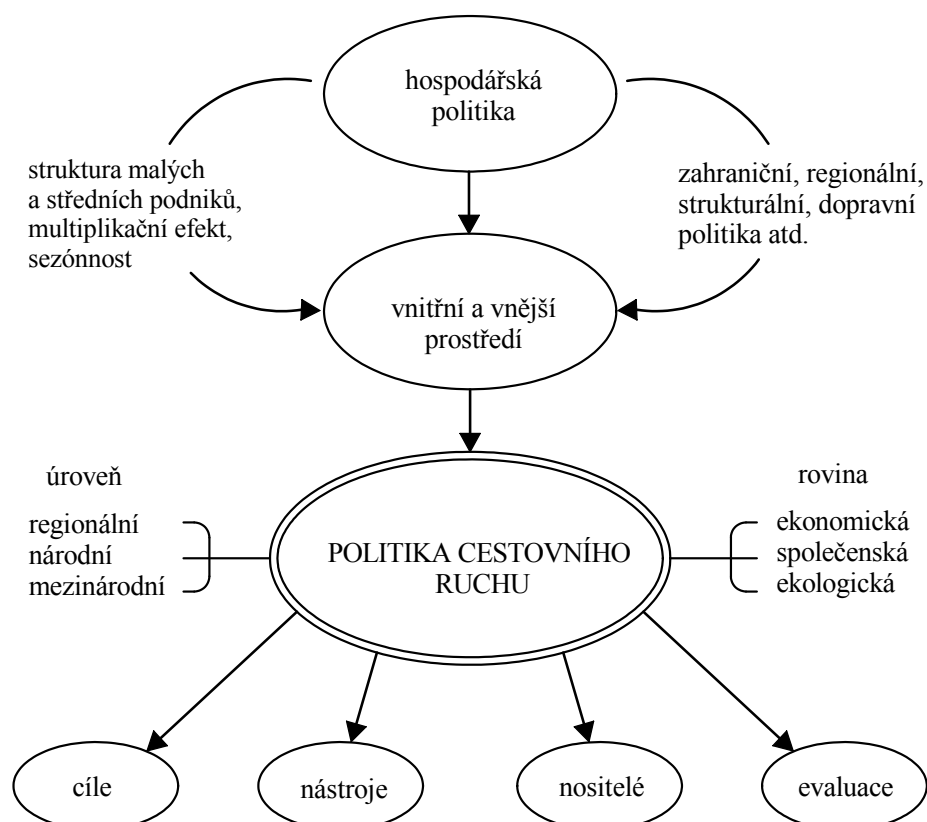 hospodářská
politika
struktura malých
a středních podniků,
multiplikační efekt,
sezónnost
zahraniční, regionální,
strukturální, dopravní
politika atd.
vnitřní a vnější
prostředí
úroveň
regionální
národní
mezinárodní
POLITIKA CESTOVNÍHO
RUCHU
rovina
ekonomická
společenská
ekologická
cíle
nástroje
nositelé
evaluace